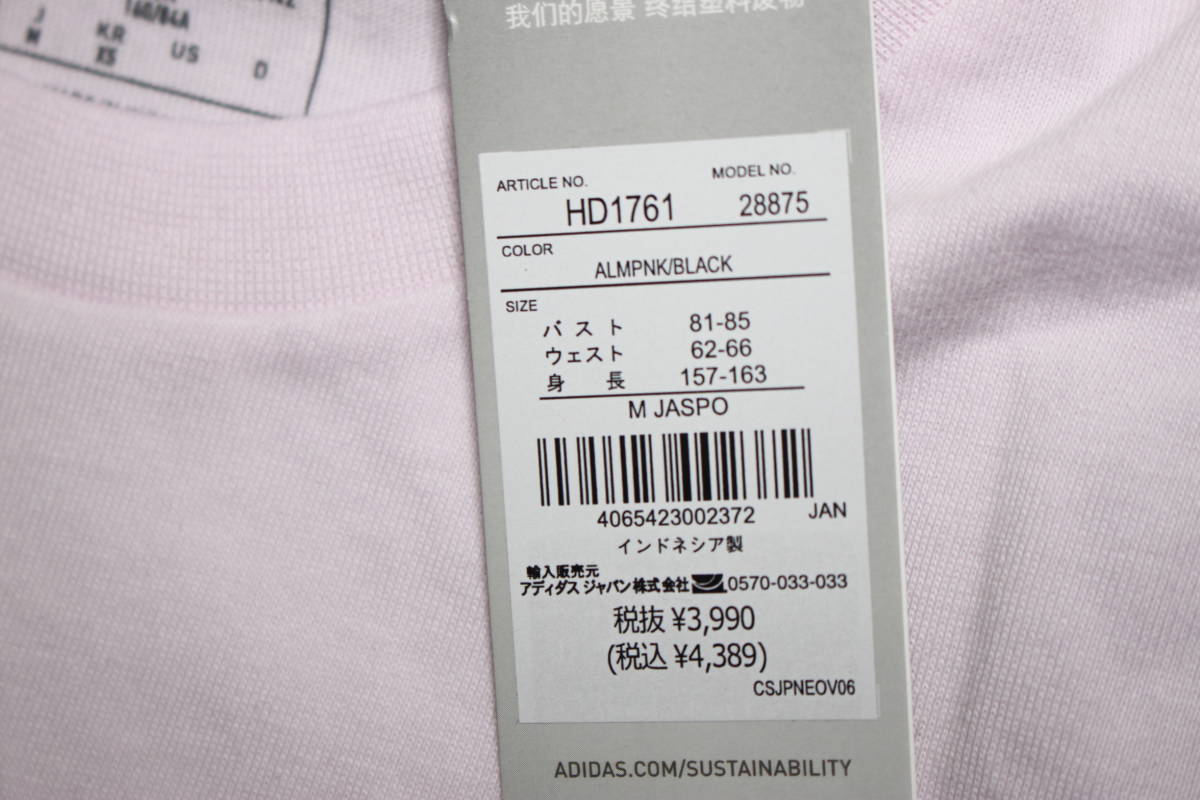 160/84A
J KR US D
M XS
我们的愿景 终结塑料废物
ARTICLE NO. MODEL NO.
HD1761 28875
COLOR
ALMPNK/BLACK
SIZE
バスト 81-85
ウェスト 62-66
身 長 157-163
M JASPO
4065423002372 JAN
インドネシア製
輸入販売元
アディダス ジャパン株式会社 0570-033-033
税抜 ¥3,990
(税込 ¥4,389)
CSJPNEOV06
ADIDAS.COM/SUSTAINABILITY